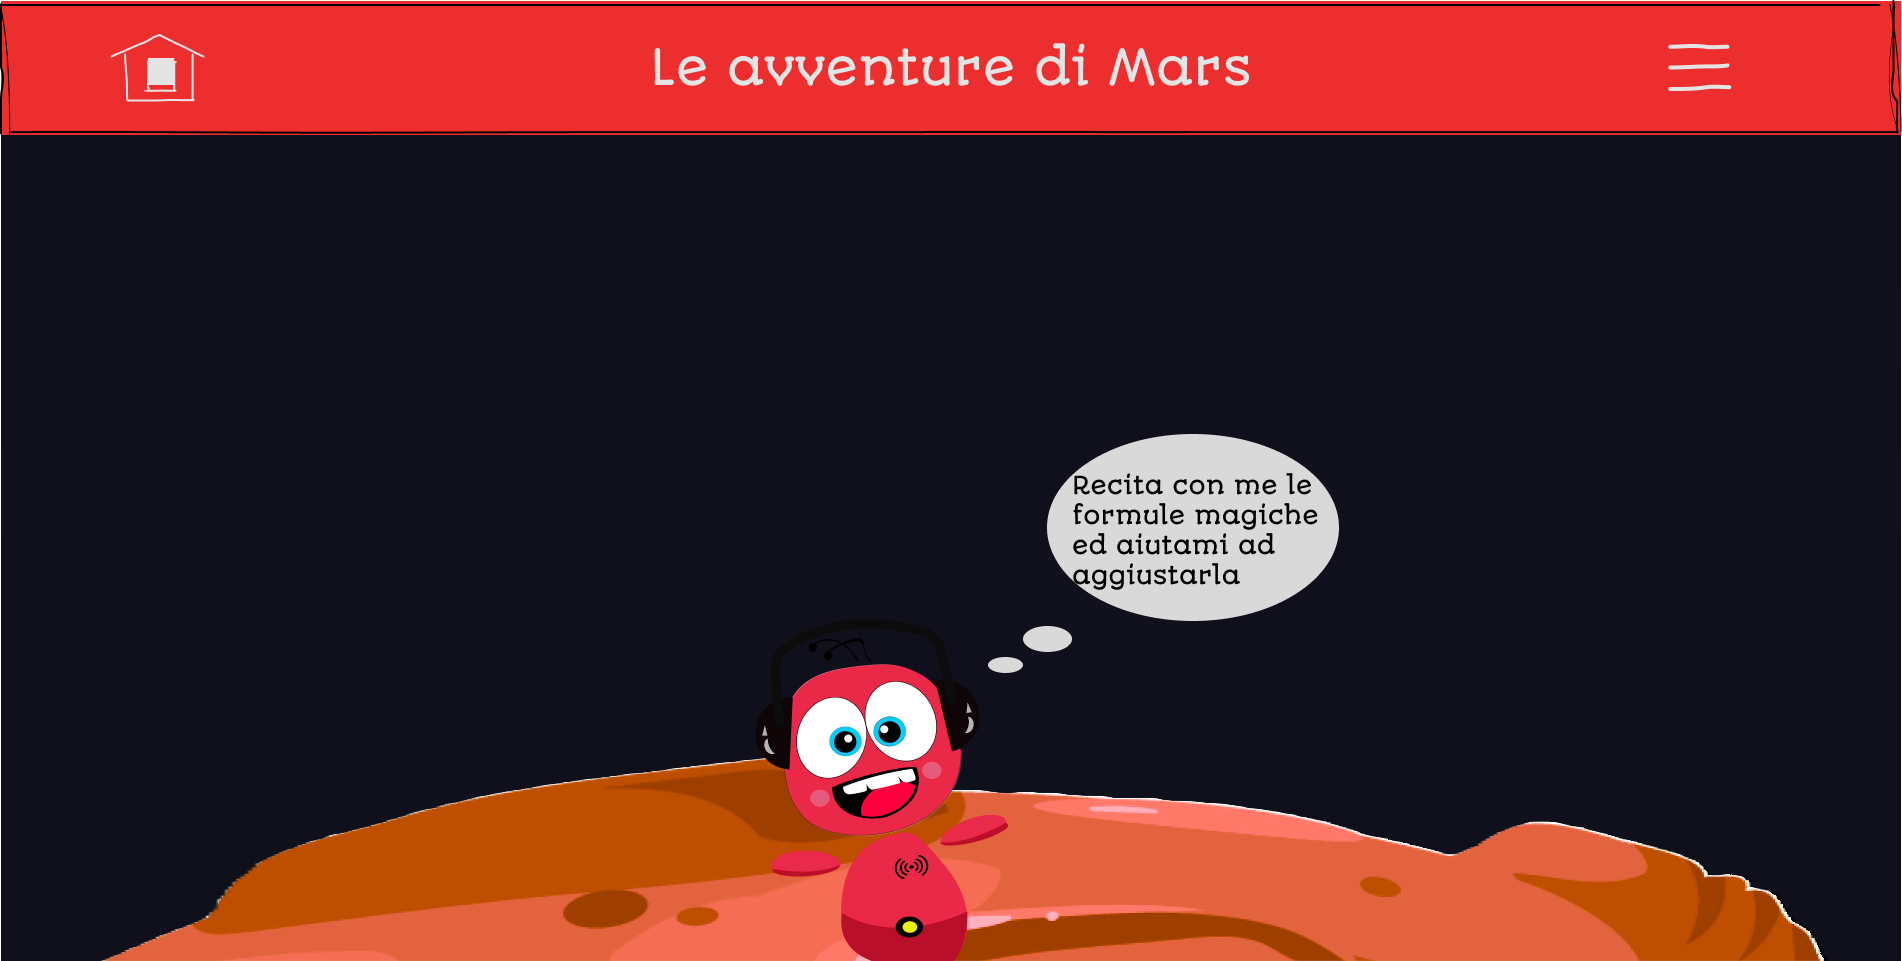 Le avventure di Mars
Recita con me le
formule magiche
ed aiutami ad
aggiustarla